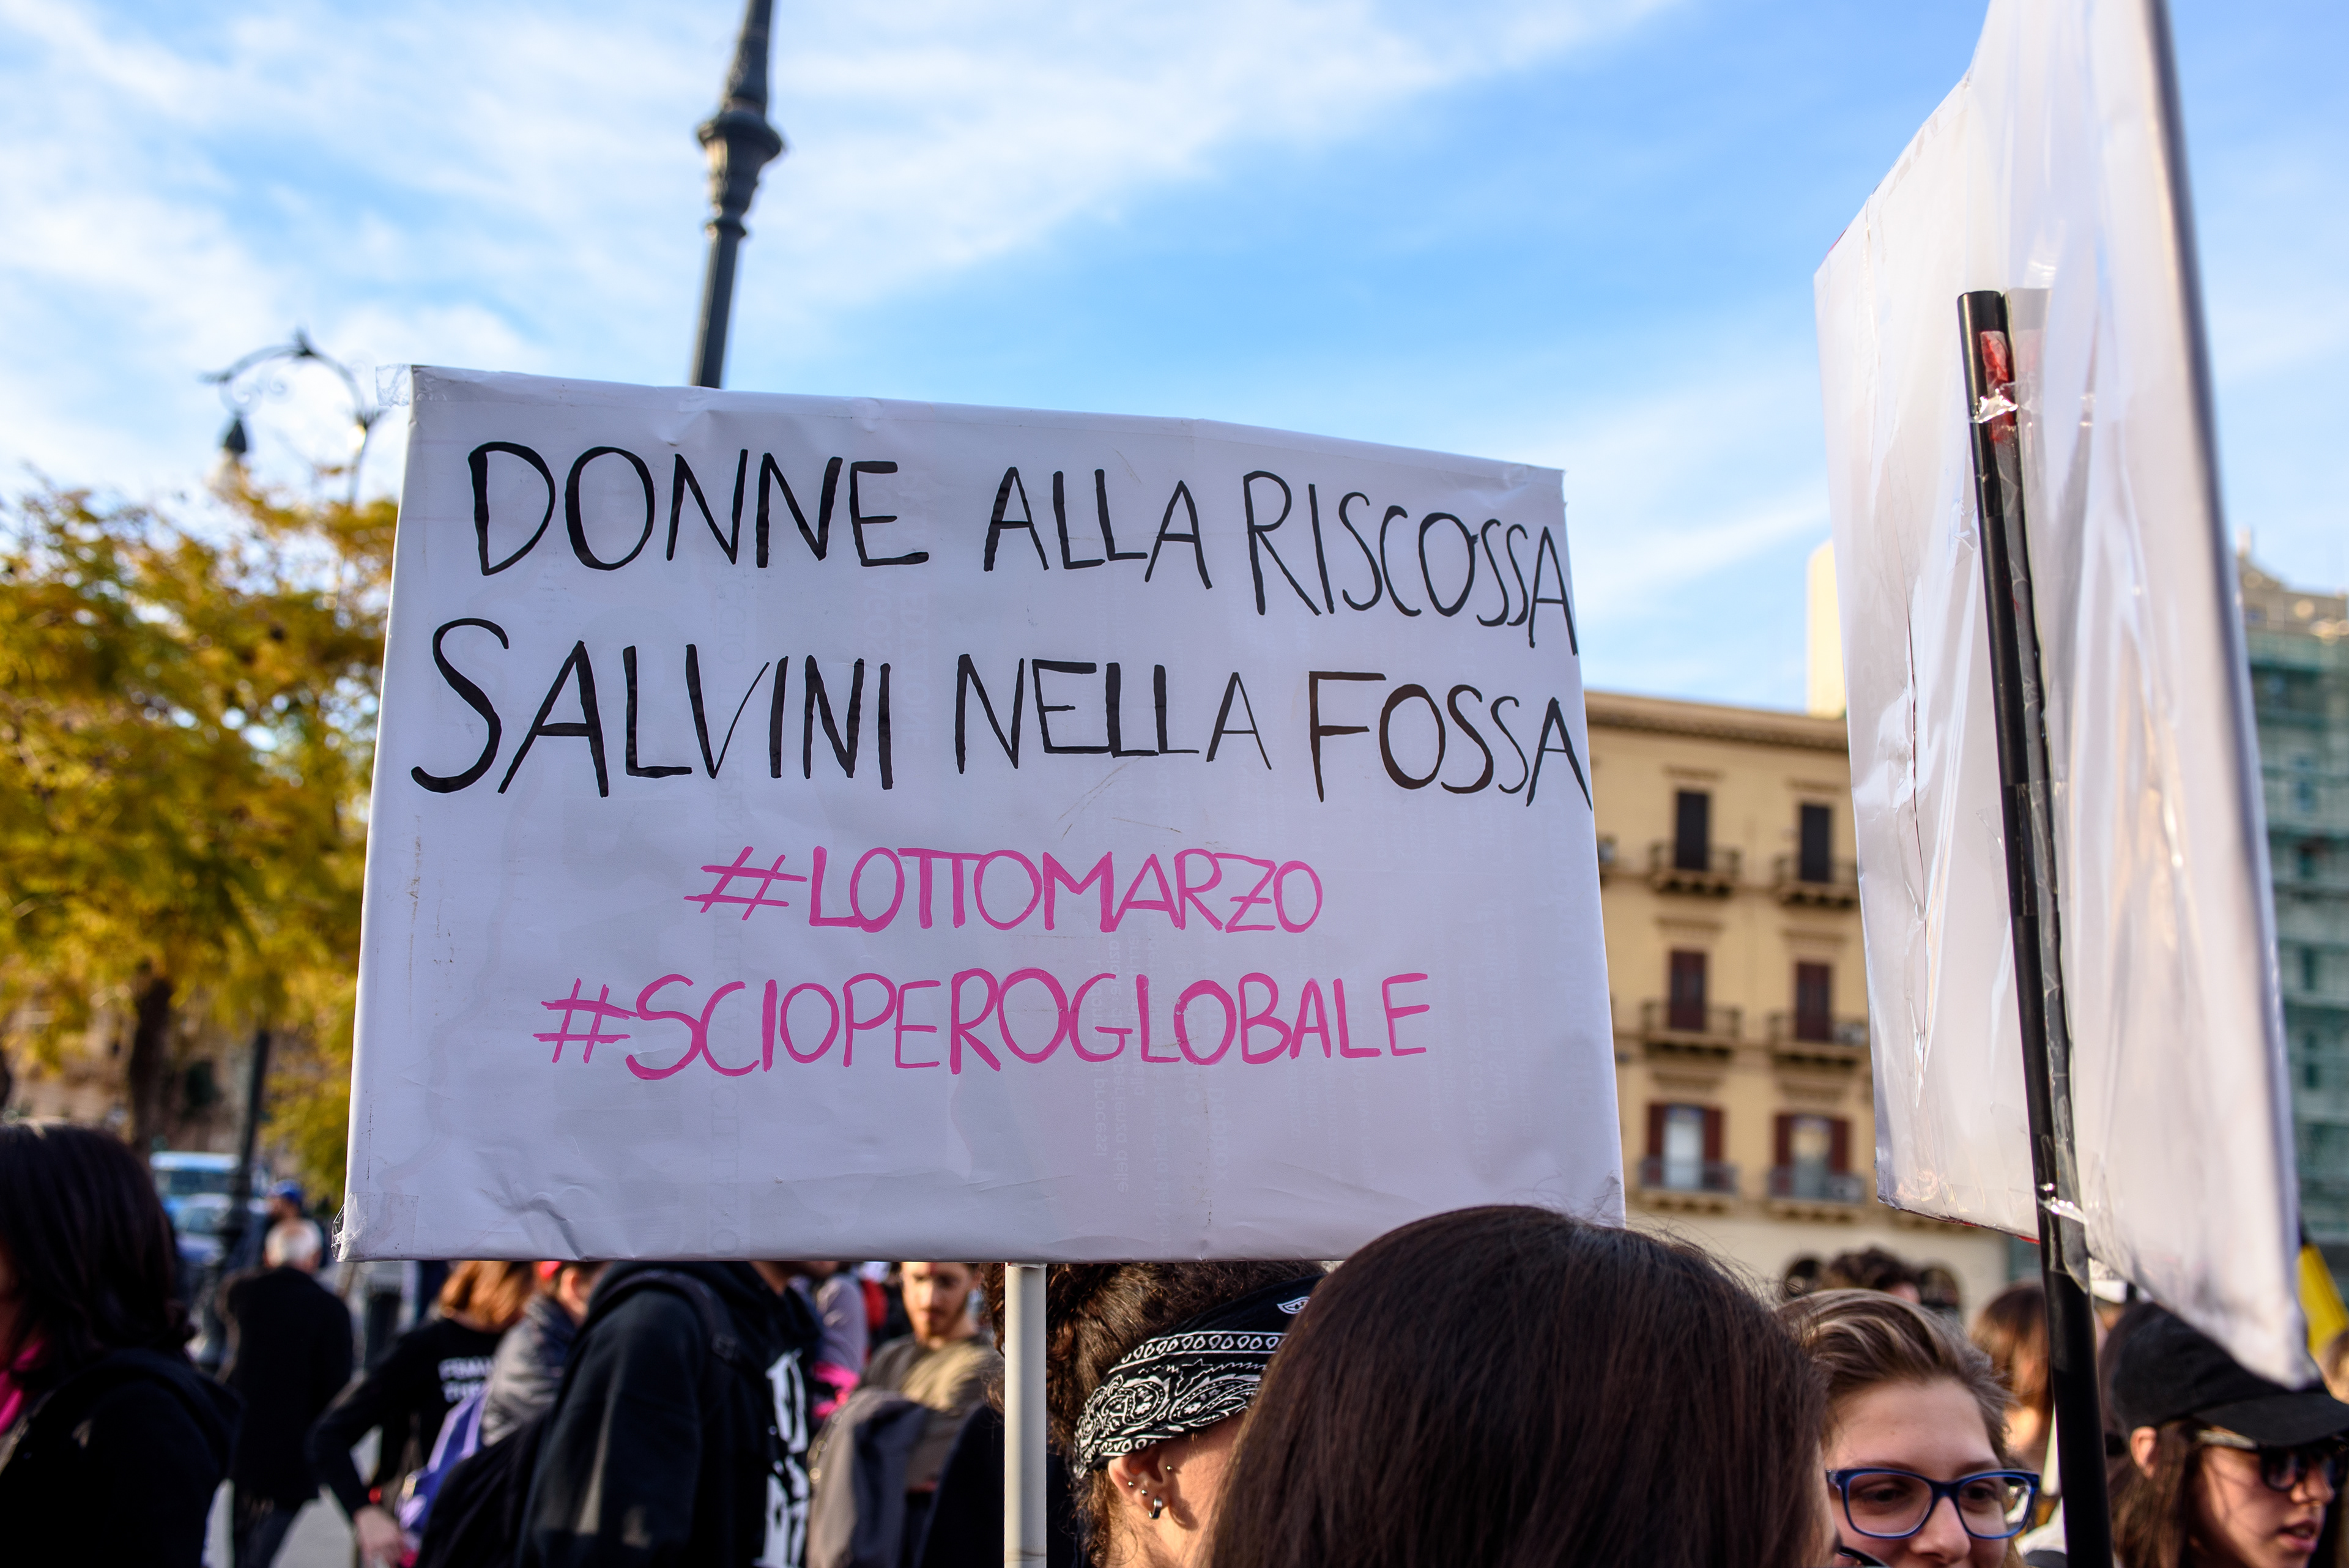 DONNE ALLA RISCOSSA
SALVINI NELLA FOSSA
#LOTTOMARZO
#SCIOPEROGLOBALE